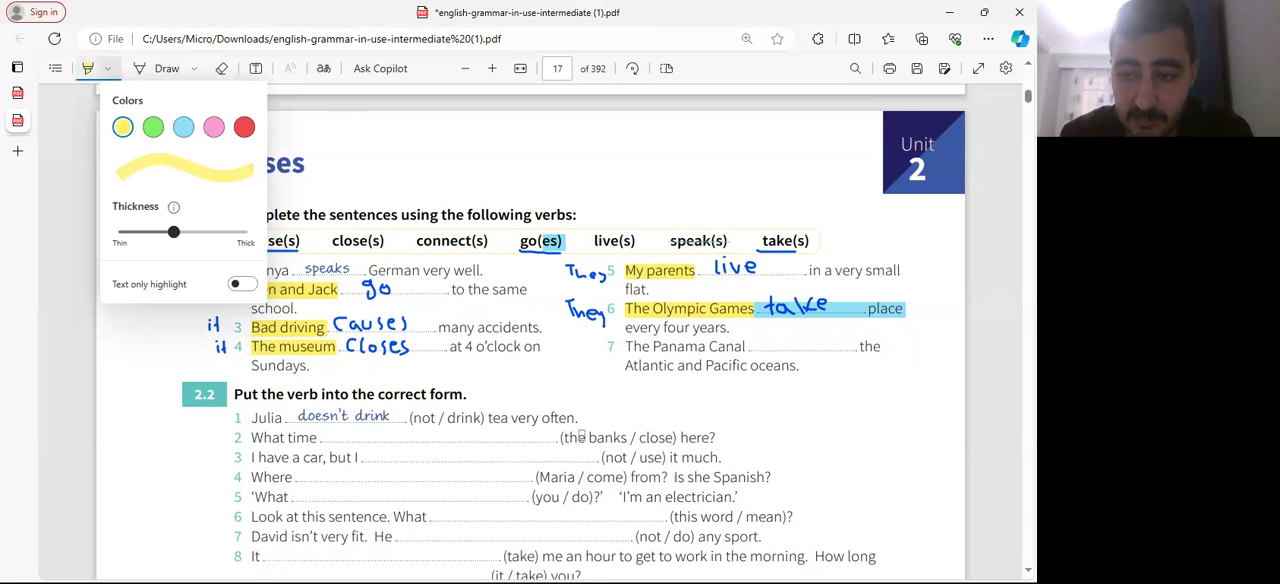 Sign in
*english-grammar-in-use-intermediate (1).pdf
File C:/Users/Micro/Downloads/english-grammar-in-use-intermediate%20(1).pdf
Draw Ask Copilot 17 of 392
Colors
Thickness
Thin Thick
Text only highlight
ses
Unit
2
plete the sentences using the following verbs:
se(s) close(s) connect(s) go(es) live(s) speak(s) take(s)
nya speaks German very well.
n and Jack go to the same
school.
it 3 Bad driving causes many accidents.
it 4 The museum closes at 4 o'clock on
Sundays.
They 5 My parents live in a very small
flat.
They 6 The Olympic Games take place
every four years.
7 The Panama Canal the
Atlantic and Pacific oceans.
2.2 Put the verb into the correct form.
1 Julia doesn't drink (not / drink) tea very often.
2 What time (the banks / close) here?
3 I have a car, but I (not / use) it much.
4 Where (Maria / come) from? Is she Spanish?
5 'What (you / do)?' 'I'm an electrician.'
6 Look at this sentence. What (this word / mean)?
7 David isn't very fit. He (not / do) any sport.
8 It (take) me an hour to get to work in the morning. How long
(it / take) you?